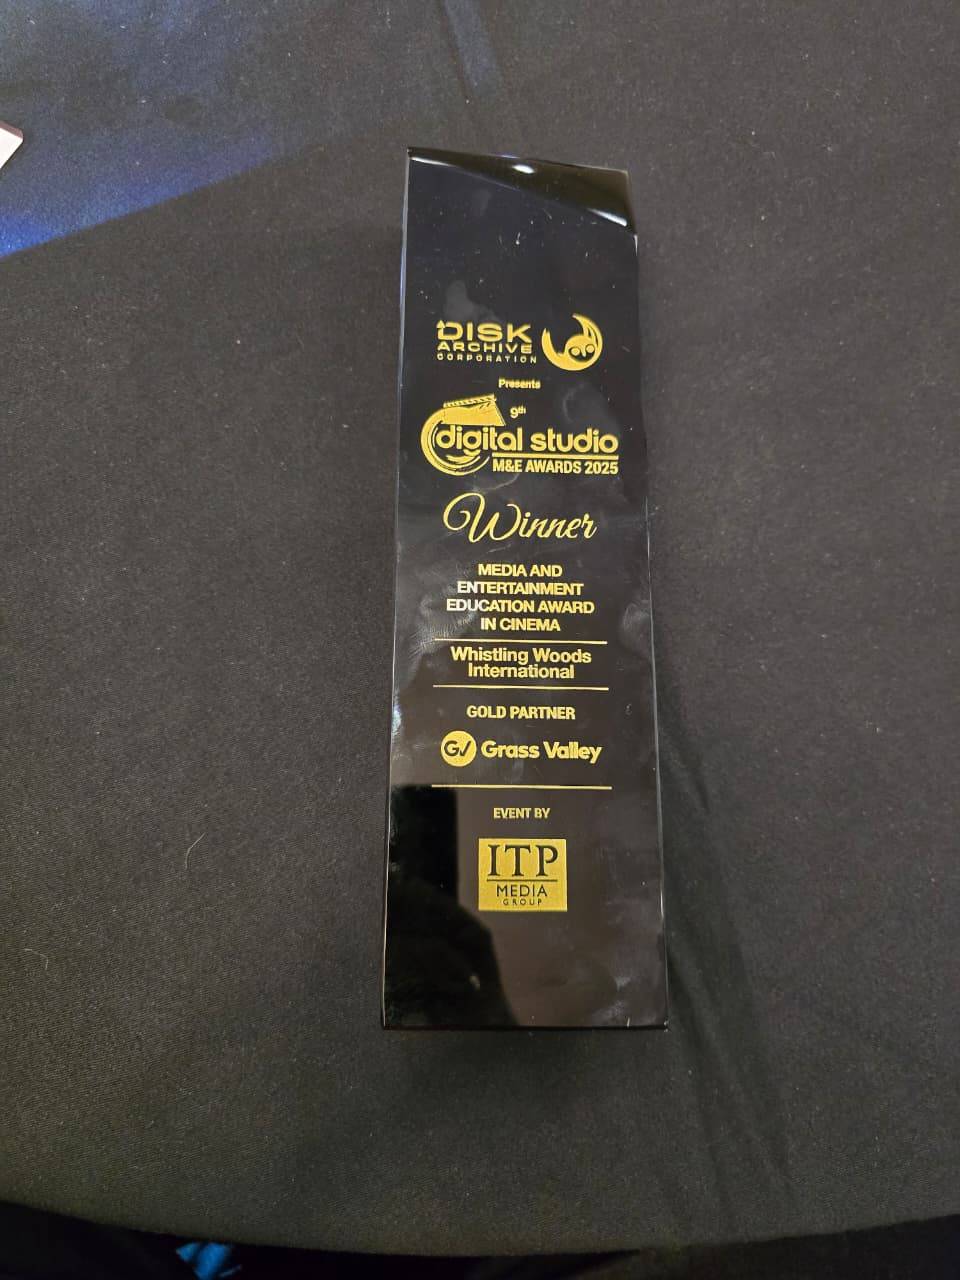 DISK
ARCHIVE
CORPORATION
Presents
9th
digital studio
M&E AWARDS 2025
Winner
MEDIA AND
ENTERTAINMENT
EDUCATION AWARD
IN CINEMA
Whistling Woods
International
GOLD PARTNER
GV Grass Valley
EVENT BY
ITP
MEDIA
GROUP